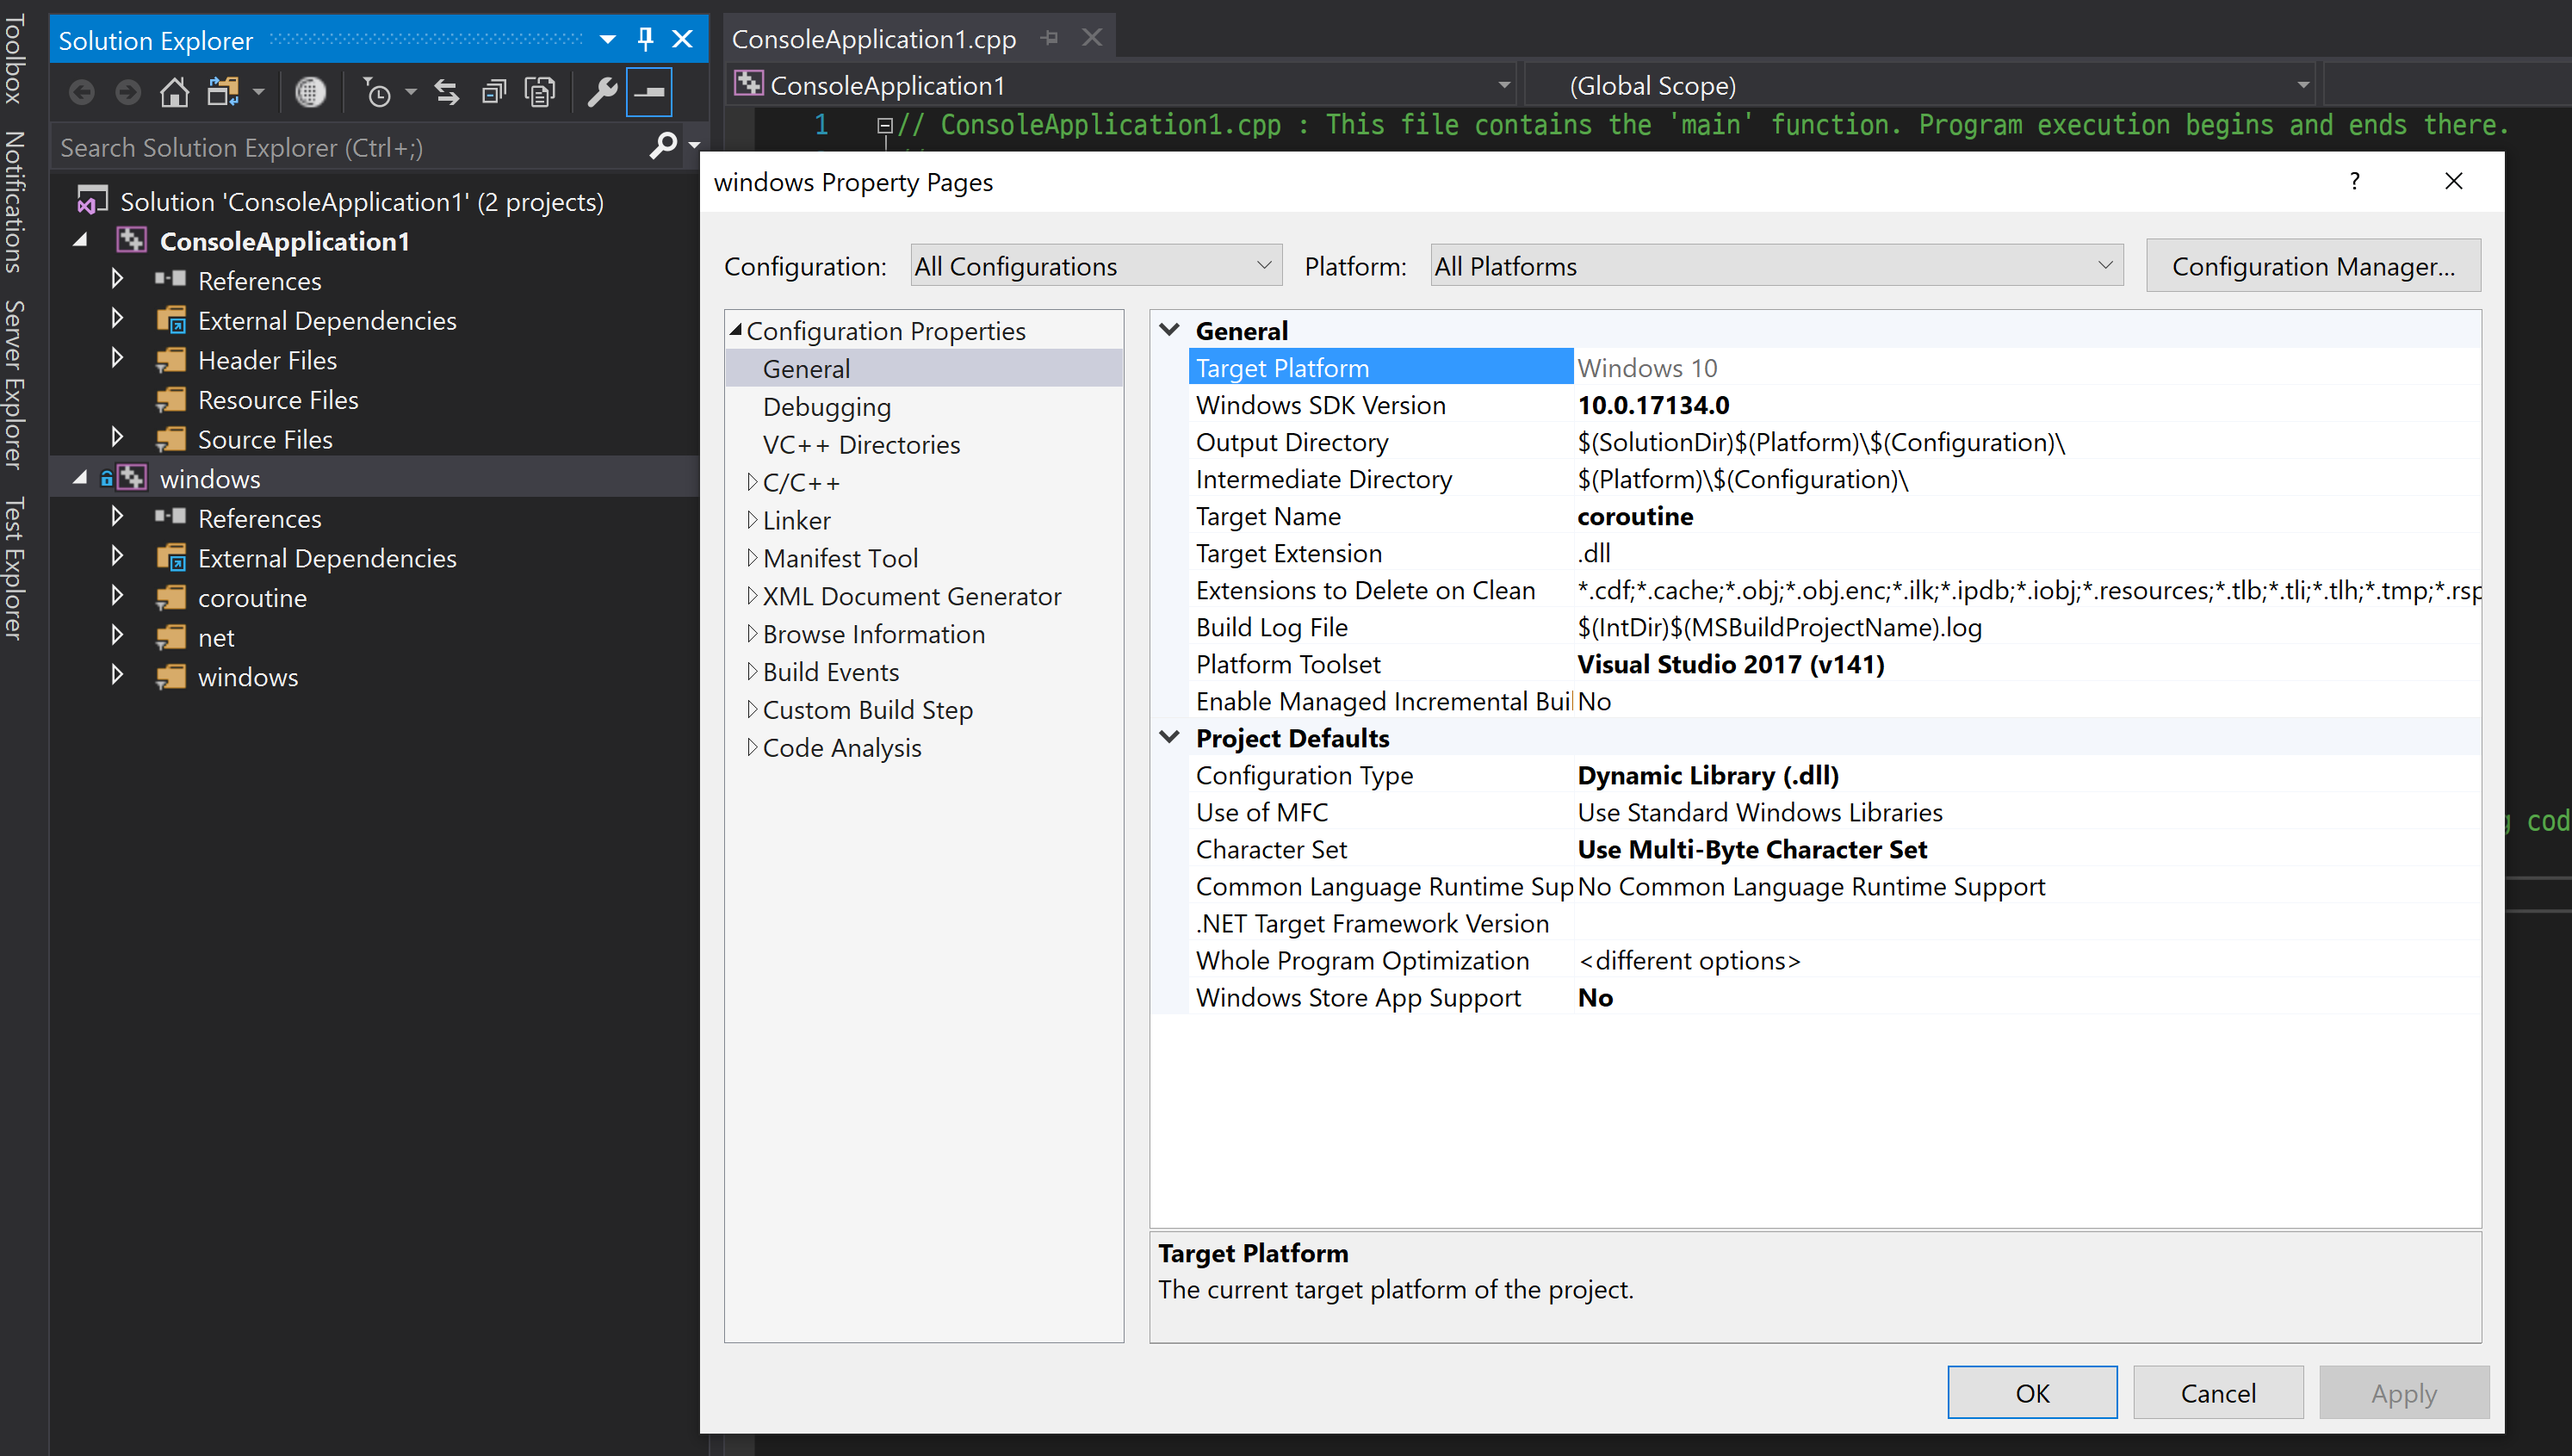 Toolbox
Notifications
Server Explorer
Test Explorer
Solution Explorer
Search Solution Explorer (Ctrl+;)
Solution 'ConsoleApplication1' (2 projects)
ConsoleApplication1
References
External Dependencies
Header Files
Resource Files
Source Files
windows
References
External Dependencies
coroutine
net
windows
ConsoleApplication1.cpp
ConsoleApplication1 (Global Scope)
1 // ConsoleApplication1.cpp : This file contains the 'main' function. Program execution begins and ends there.
windows Property Pages ?
Configuration: All Configurations Platform: All Platforms Configuration Manager...
Configuration Properties
General
Debugging
VC++ Directories
C/C++
Linker
Manifest Tool
XML Document Generator
Browse Information
Build Events
Custom Build Step
Code Analysis
General
Target Platform Windows 10
Windows SDK Version 10.0.17134.0
Output Directory $(SolutionDir)$(Platform)\$(Configuration)\
Intermediate Directory $(Platform)\$(Configuration)\
Target Name coroutine
Target Extension .dll
Extensions to Delete on Clean *.cdf;*.cache;*.obj;*.obj.enc;*.ilk;*.ipdb;*.iobj;*.resources;*.tlb;*.tli;*.tlh;*.tmp;*.rsp
Build Log File $(IntDir)$(MSBuildProjectName).log
Platform Toolset Visual Studio 2017 (v141)
Enable Managed Incremental Buil No
Project Defaults
Configuration Type Dynamic Library (.dll)
Use of MFC Use Standard Windows Libraries
Character Set Use Multi-Byte Character Set
Common Language Runtime Sup No Common Language Runtime Support
.NET Target Framework Version
Whole Program Optimization <different options>
Windows Store App Support No
Target Platform
The current target platform of the project.
OK Cancel Apply
g cod